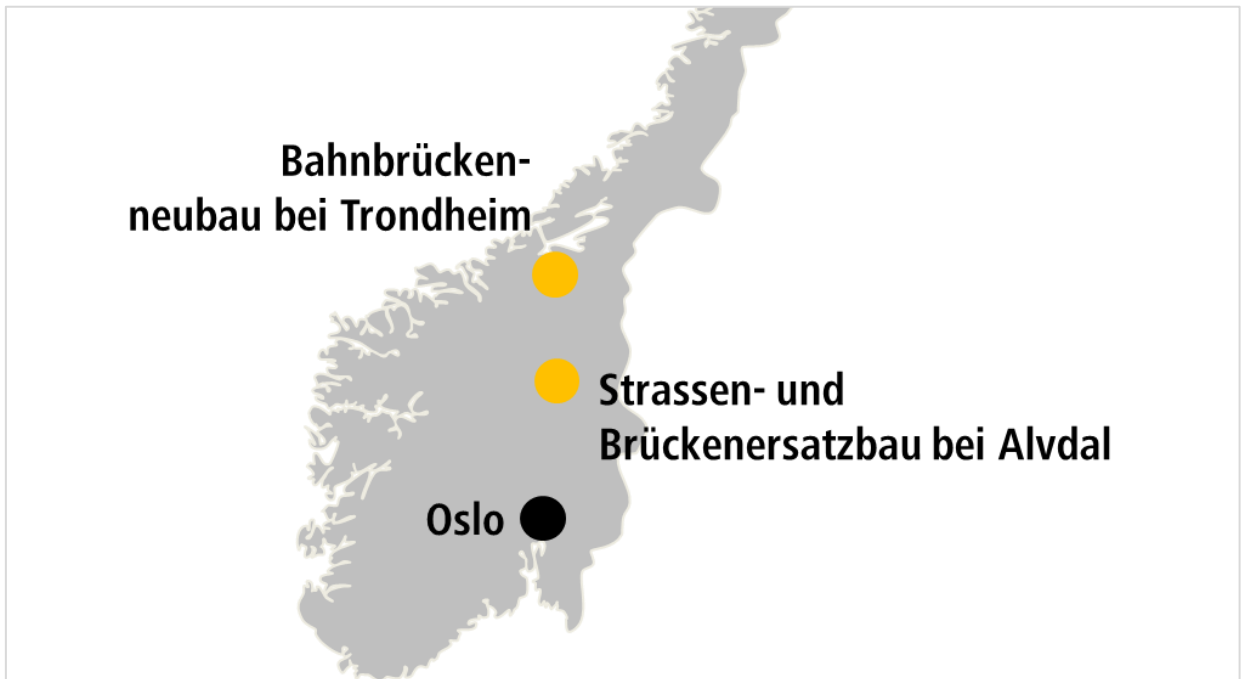 Bahnbrücken-
neubau bei Trondheim
Strassen- und
Brückenersatzbau bei Alvdal
Oslo